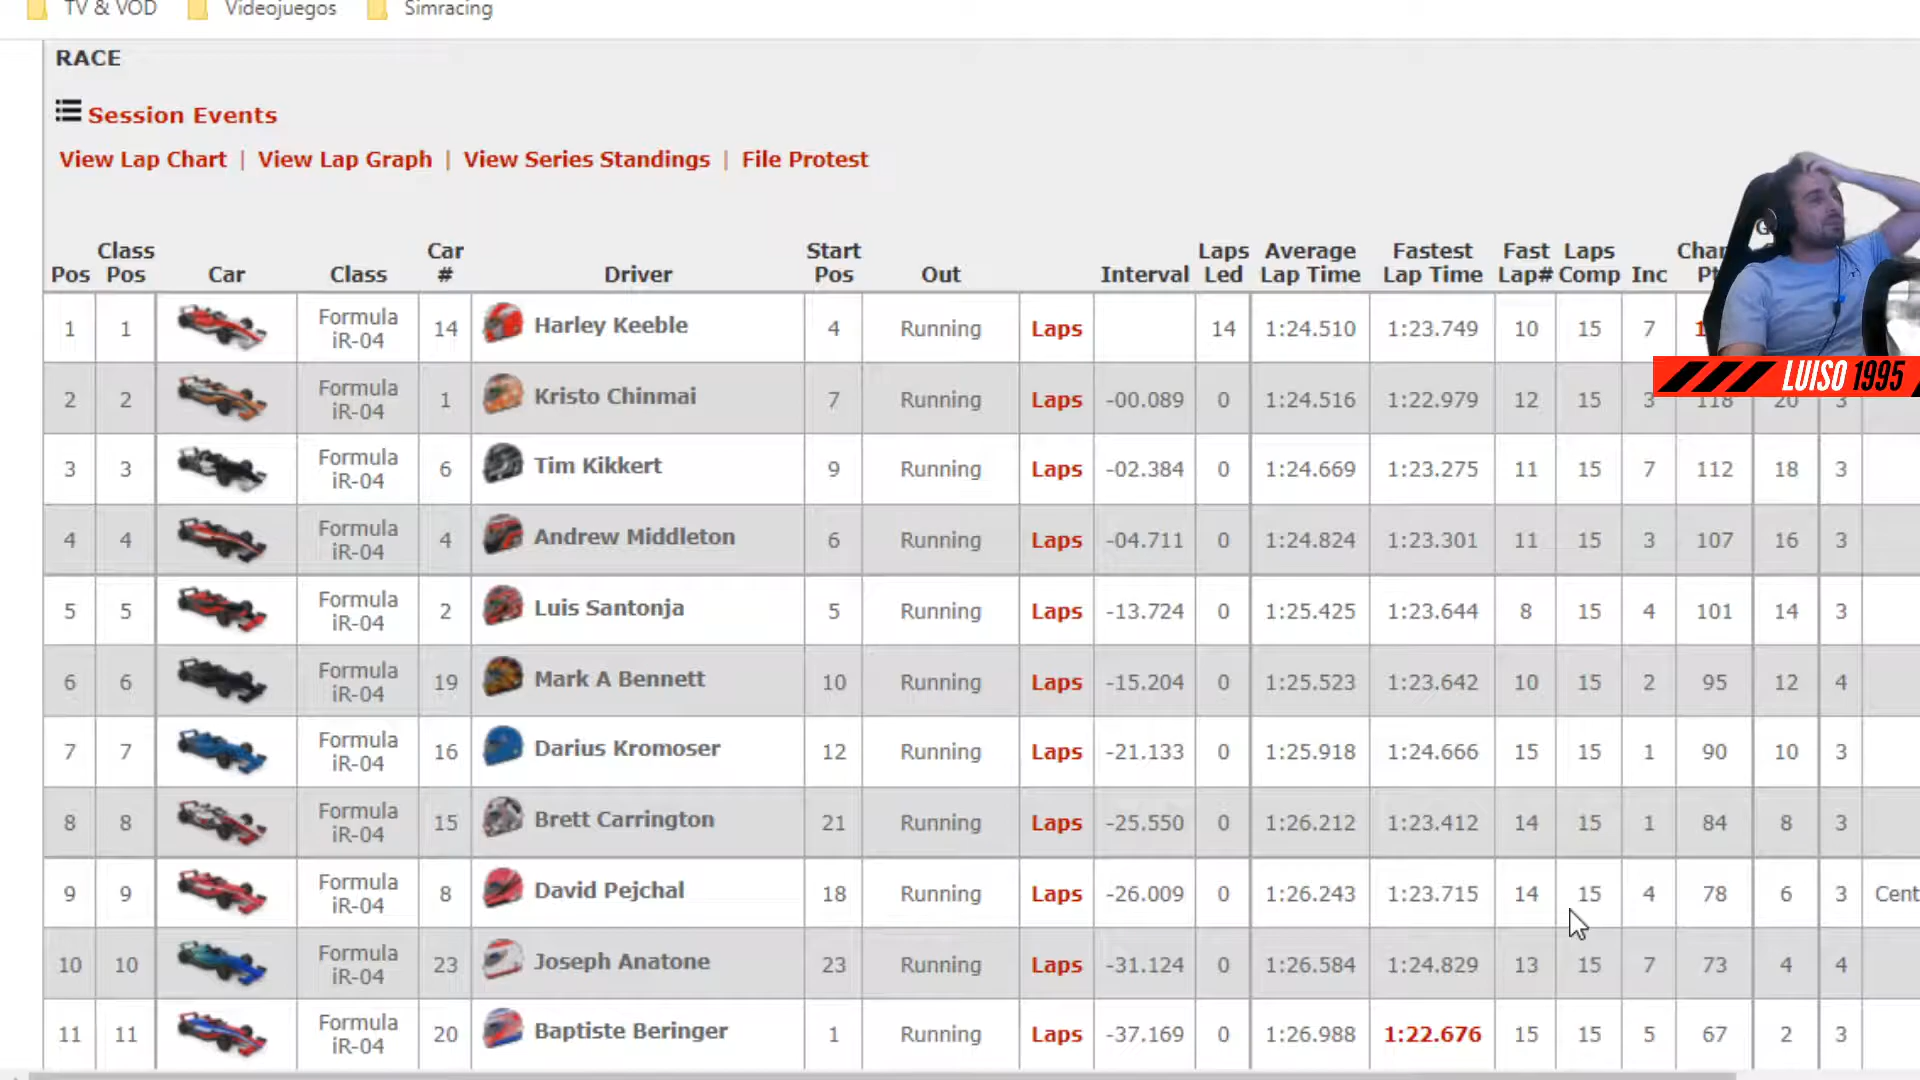 TV & VOD Videojuegos Simracing
RACE
Session Events
View Lap Chart | View Lap Graph | View Series Standings | File Protest
Pos Class Pos Car Class Car # Driver Start Pos Out Interval Laps Led Average Lap Time Fastest Lap Time Fast Lap# Laps Comp Inc
1 1 Formula iR-04 14 Harley Keeble 4 Running Laps 14 1:24.510 1:23.749 10 15 7
LUISO 1995
2 2 Formula iR-04 1 Kristo Chinmai 7 Running Laps -00.089 0 1:24.516 1:22.979 12 15 3 118 20 3
3 3 Formula iR-04 6 Tim Kikkert 9 Running Laps -02.384 0 1:24.669 1:23.275 11 15 7 112 18 3
4 4 Formula iR-04 4 Andrew Middleton 6 Running Laps -04.711 0 1:24.824 1:23.301 11 15 3 107 16 3
5 5 Formula iR-04 2 Luis Santonja 5 Running Laps -13.724 0 1:25.425 1:23.644 8 15 4 101 14 3
6 6 Formula iR-04 19 Mark A Bennett 10 Running Laps -15.204 0 1:25.523 1:23.642 10 15 2 95 12 4
7 7 Formula iR-04 16 Darius Kromoser 12 Running Laps -21.133 0 1:25.918 1:24.666 15 15 1 90 10 3
8 8 Formula iR-04 15 Brett Carrington 21 Running Laps -25.550 0 1:26.212 1:23.412 14 15 1 84 8 3
9 9 Formula iR-04 8 David Pejchal 18 Running Laps -26.009 0 1:26.243 1:23.715 14 15 4 78 6 3 Cent
10 10 Formula iR-04 23 Joseph Anatone 23 Running Laps -31.124 0 1:26.584 1:24.829 13 15 7 73 4 4
11 11 Formula iR-04 20 Baptiste Beringer 1 Running Laps -37.169 0 1:26.988 1:22.676 15 15 5 67 2 3